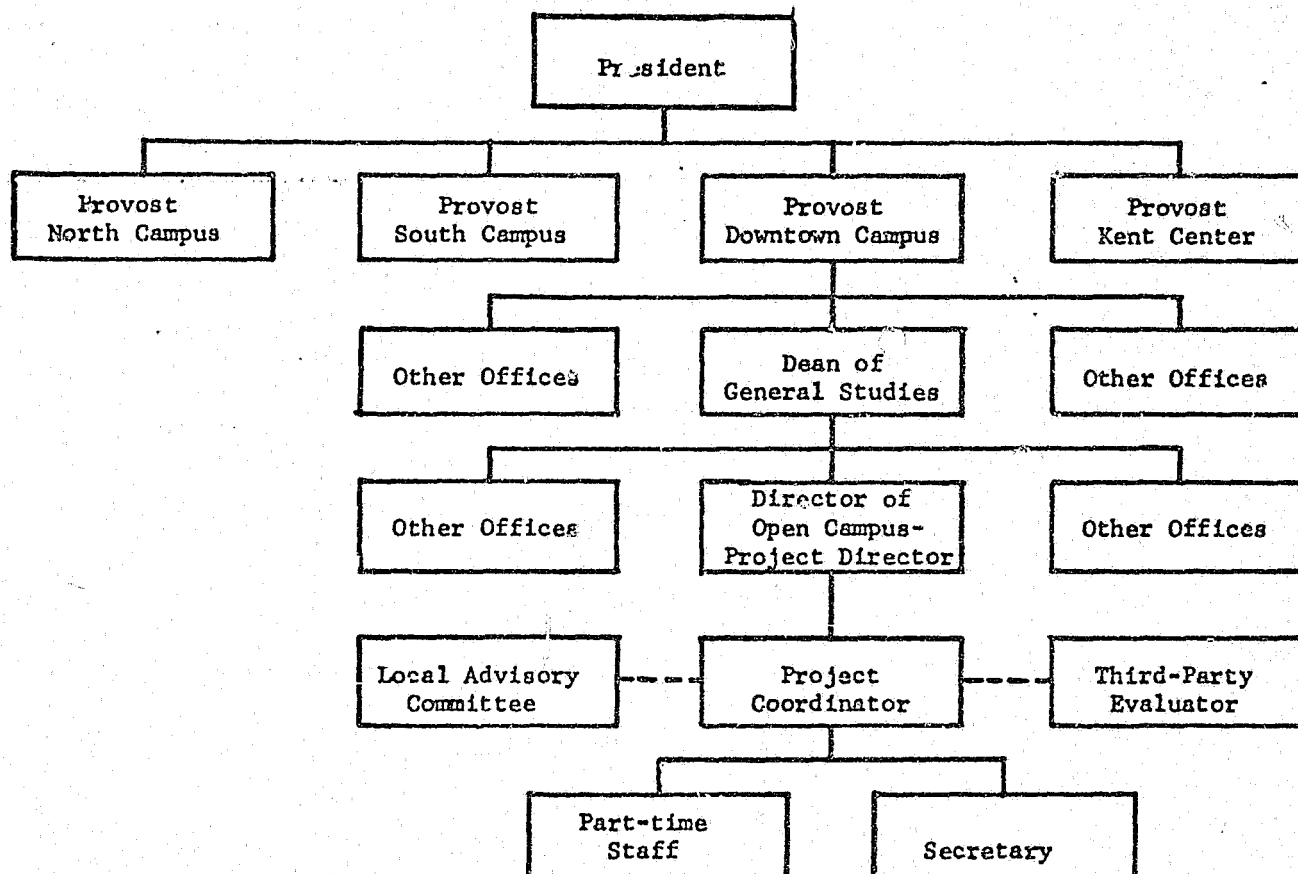 President
Provost
North Campus
Provost
South Campus
Provost
Downtown Campus
Provost
Kent Center
Other Offices
Dean of
General Studies
Other Offices
Other Offices
Director of
Open Campus-
Project Director
Other Offices
Local Advisory
Committee
Project
Coordinator
Third-Party
Evaluator
Part-time
Staff
Secretary